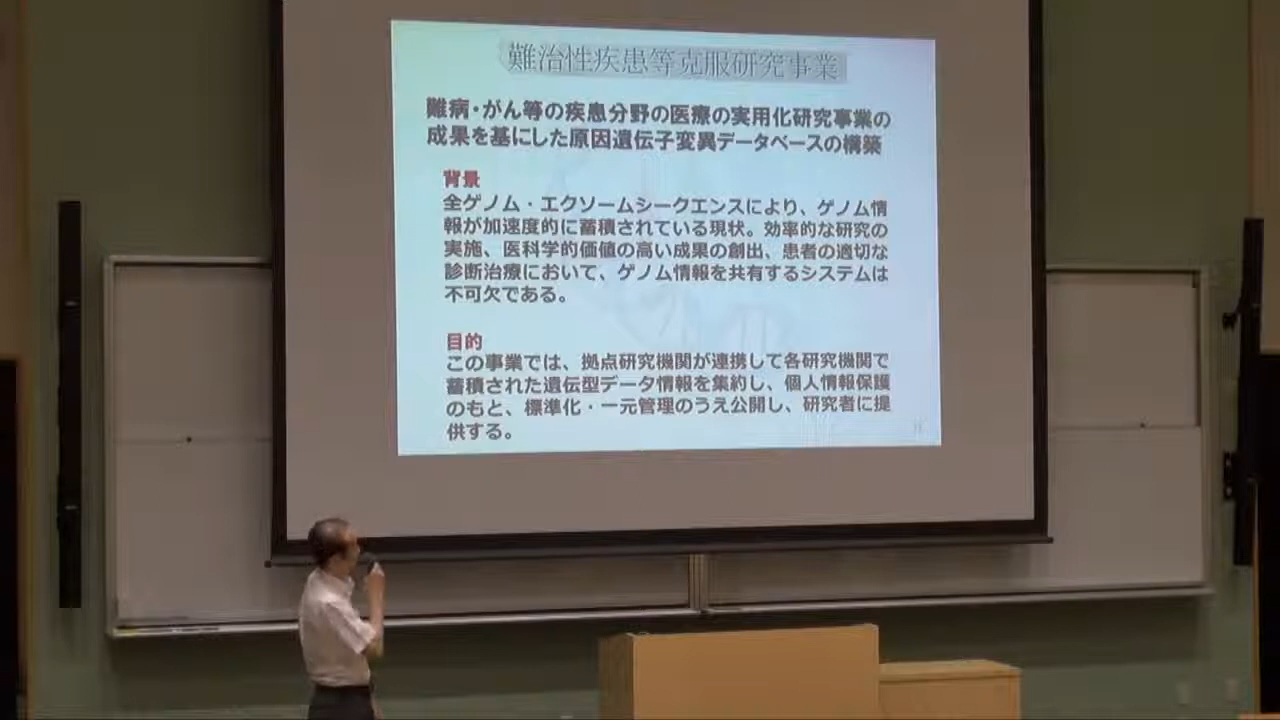 難治性疾患等克服研究事業
難病・がん等の疾患分野の医療の実用化研究事業の
成果を基にした原因遺伝子変異データベースの構築
背景
全ゲノム・エクソームシークエンスにより、ゲノム情
報が加速度的に蓄積されている現状。効率的な研究の
実施、医科学的価値の高い成果の創出、患者の適切な
診断治療において、ゲノム情報を共有するシステムは
不可欠である。
目的
この事業では、拠点研究機関が連携して各研究機関で
蓄積された遺伝型データ情報を集約し、個人情報保護
のもと、標準化・一元管理のうえ公開し、研究者に提
供する。